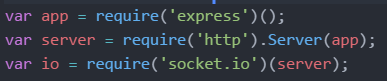 var app = require('express')();
var server = require('http').Server(app);
var io = require('socket.io')(server);